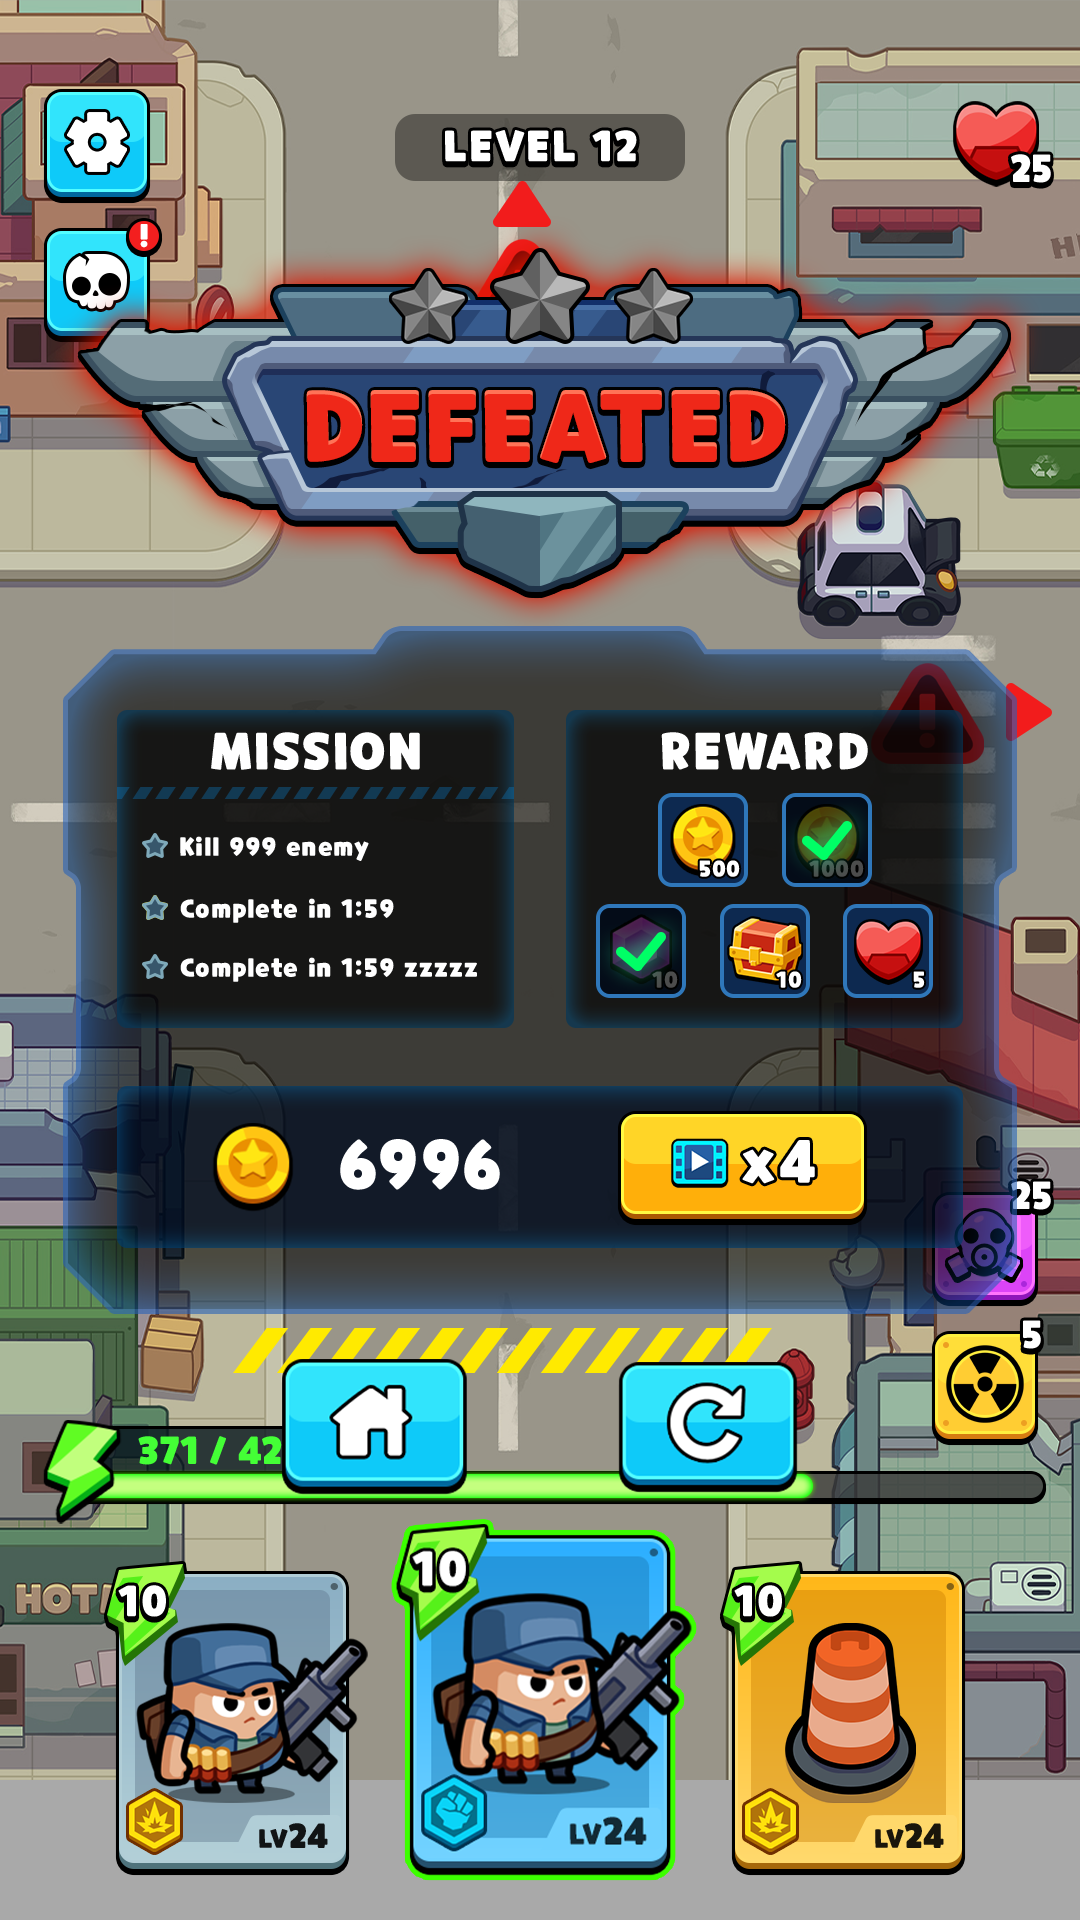 LEVEL 12
25
!
DEFEATED
MISSION
Kill 999 enemy
Complete in 1:59
Complete in 1:59 zzzzz
REWARD
500
1000
10
10
5
6996
x4
25
5
371 / 42
HOT
10
LV24
10
LV24
10
LV24